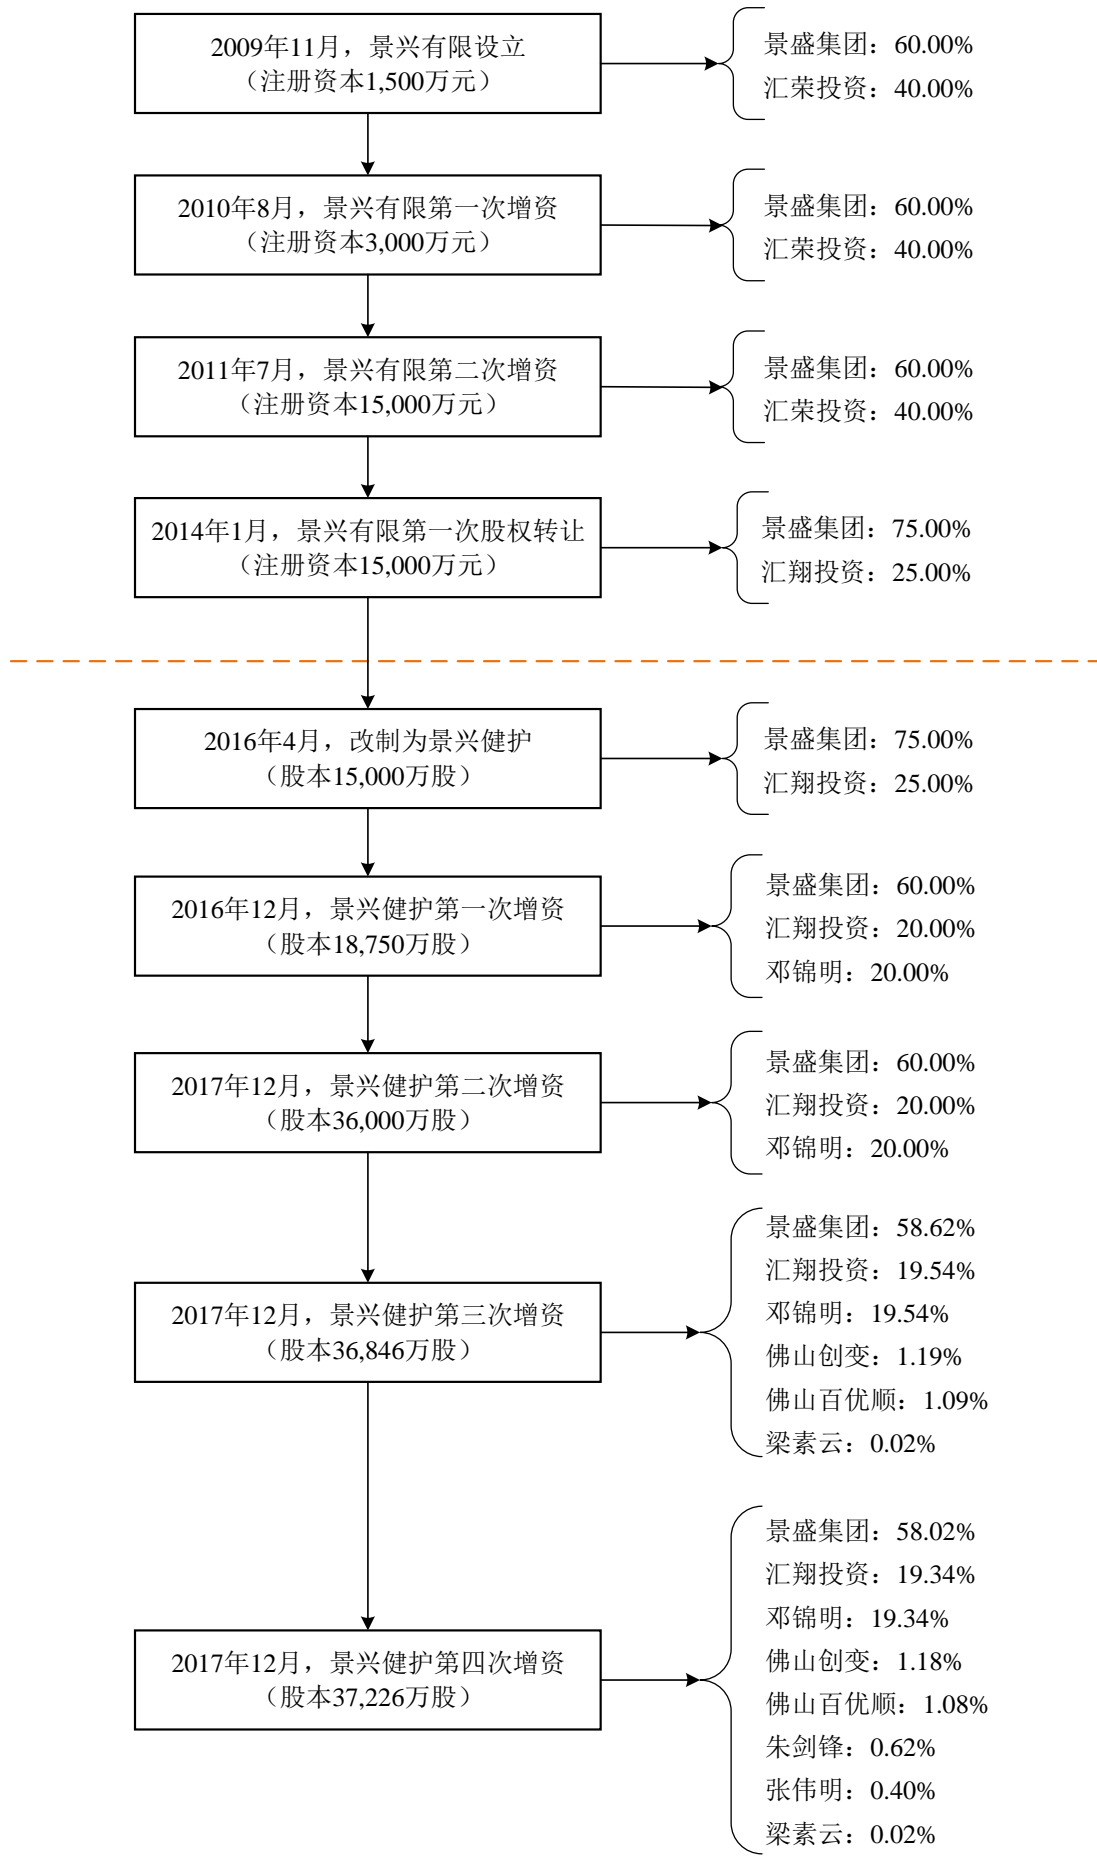 2009年11月，景兴有限设立
（注册资本1,500万元）
景盛集团：60.00%
汇荣投资：40.00%
2010年8月，景兴有限第一次增资
（注册资本3,000万元）
景盛集团：60.00%
汇荣投资：40.00%
2011年7月，景兴有限第二次增资
（注册资本15,000万元）
景盛集团：60.00%
汇荣投资：40.00%
2014年1月，景兴有限第一次股权转让
（注册资本15,000万元）
景盛集团：75.00%
汇翔投资：25.00%
2016年4月，改制为景兴健护
（股本15,000万股）
景盛集团：75.00%
汇翔投资：25.00%
2016年12月，景兴健护第一次增资
（股本18,750万股）
景盛集团：60.00%
汇翔投资：20.00%
邓锦明：20.00%
2017年12月，景兴健护第二次增资
（股本36,000万股）
景盛集团：60.00%
汇翔投资：20.00%
邓锦明：20.00%
2017年12月，景兴健护第三次增资
（股本36,846万股）
景盛集团：58.62%
汇翔投资：19.54%
邓锦明：19.54%
佛山创变：1.19%
佛山百优顺：1.09%
梁素云：0.02%
2017年12月，景兴健护第四次增资
（股本37,226万股）
景盛集团：58.02%
汇翔投资：19.34%
邓锦明：19.34%
佛山创变：1.18%
佛山百优顺：1.08%
朱剑锋：0.62%
张伟明：0.40%
梁素云：0.02%